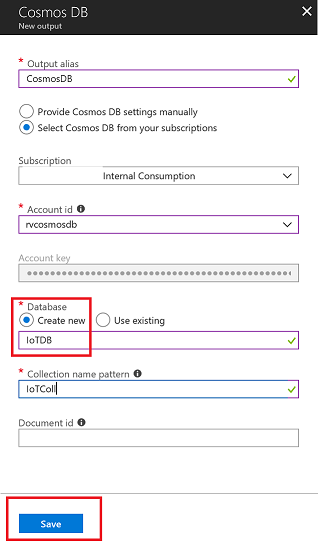 Cosmos DB
New output
* Output alias
CosmosDB
Provide Cosmos DB settings manually
Select Cosmos DB from your subscriptions
Subscription
Internal Consumption
* Account id
rvcosmosdb
Account key
* Database
Create new Use existing
IoTDB
* Collection name pattern
IoTColl
Document id
Save